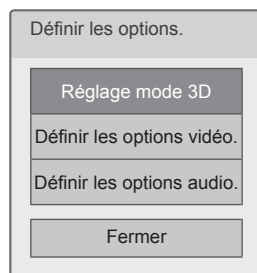 Définir les options.
Réglage mode 3D
Définir les options vidéo.
Définir les options audio.
Fermer